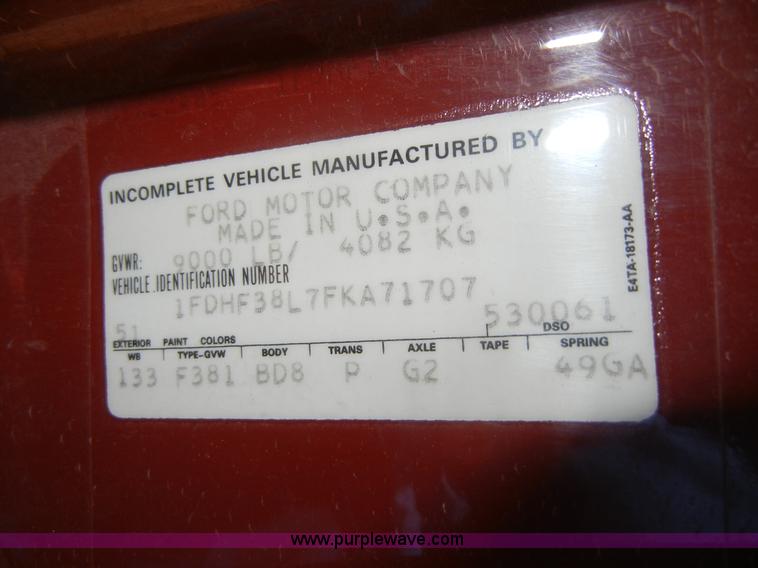 INCOMPLETE VEHICLE MANUFACTURED BY
FORD MOTOR COMPANY
MADE IN U.S.A.
GVWR: 9000 LB/ 4082 KG
VEHICLE IDENTIFICATION NUMBER
1FDHF38L7FKA71707
51 530061
EXTERIOR PAINT COLORS DSO
WB TYPE-GVW BODY TRANS AXLE TAPE SPRING
133 F381 BD8 P G2 49GA
E4TA-18173-AA
www.purplewave.com